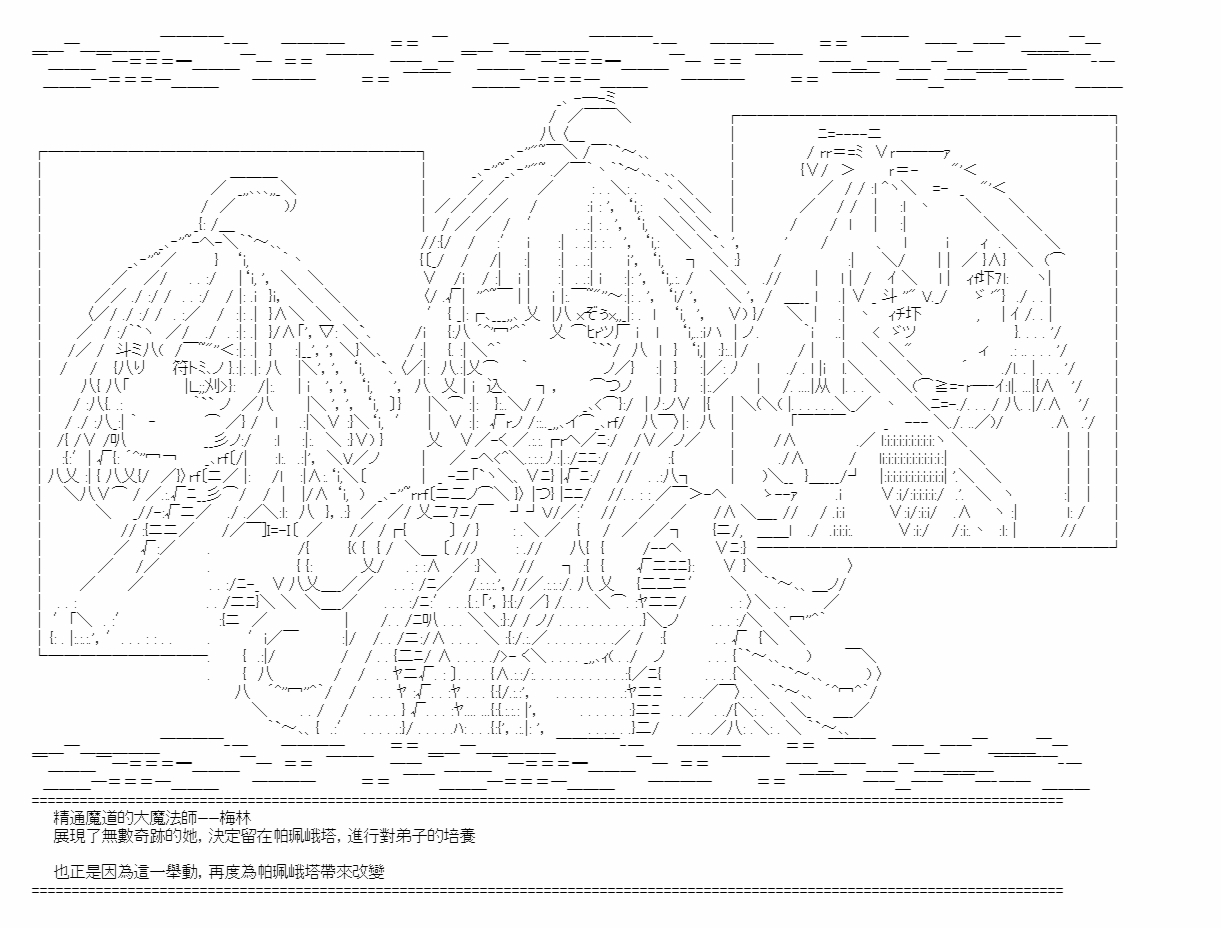 精通魔道的大魔法師——梅林
展現了無數奇跡的她，決定留在帕珮峨塔，進行對弟子的培養
也正是因為這一舉動，再度為帕珮峨塔帶來改變